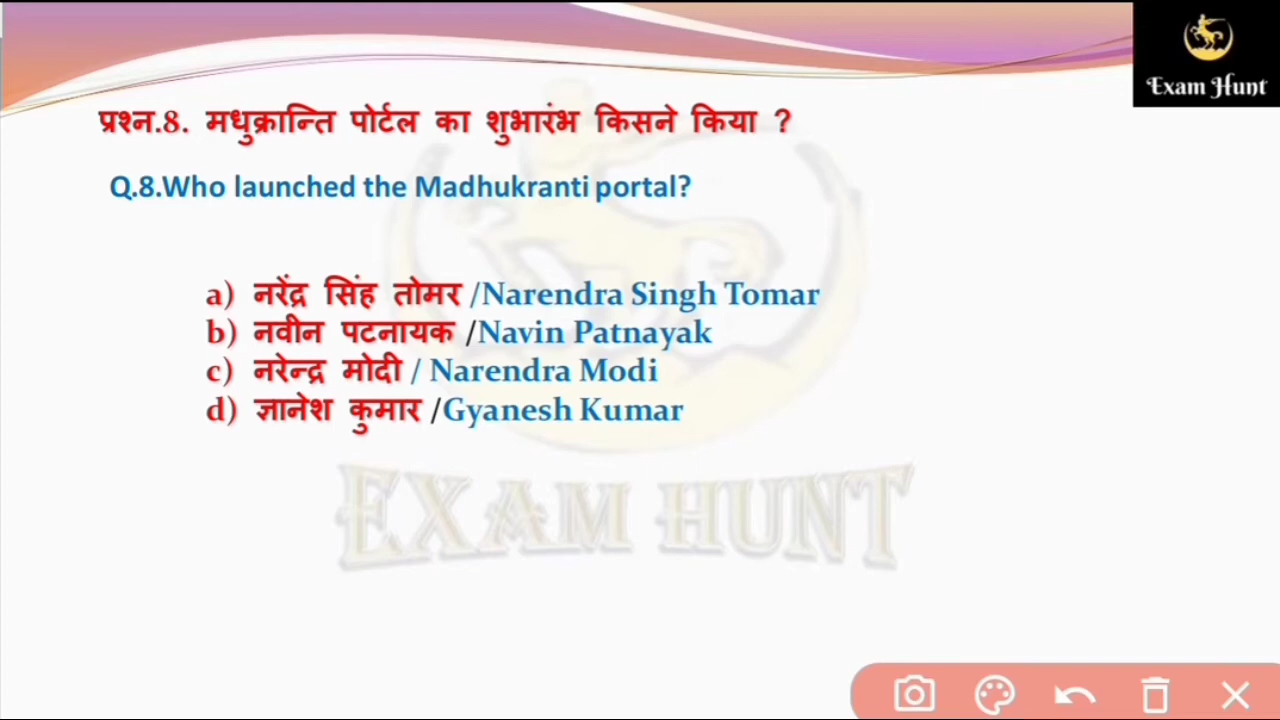 Exam Hunt
प्रश्न.8. मधुक्रान्ति पोर्टल का शुभारंभ किसने किया ?
Q.8.Who launched the Madhukranti portal?
a) नरेंद्र सिंह तोमर /Narendra Singh Tomar
b) नवीन पटनायक /Navin Patnayak
c) नरेन्द्र मोदी / Narendra Modi
d) ज्ञानेश कुमार /Gyanesh Kumar
EXAM HUNT